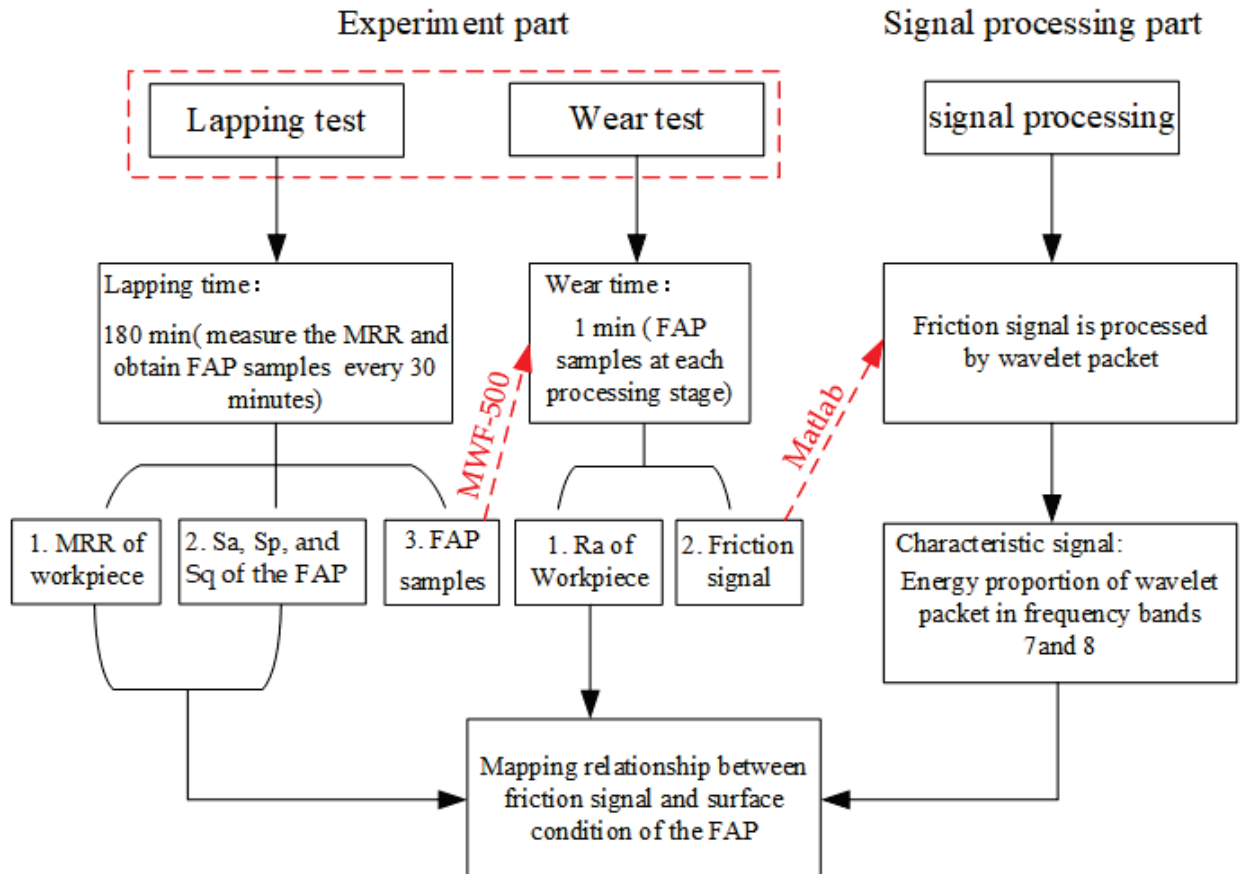 Experiment part
Signal processing part
Lapping test
Wear test
signal processing
Lapping time：
180 min( measure the MRR and
obtain FAP samples every 30
minutes)
Wear time：
1 min ( FAP
samples at each
processing stage)
Friction signal is processed
by wavelet packet
MWF-500
Matlab
1. MRR of
workpiece
2. Sa, Sp, and
Sq of the FAP
3. FAP
samples
1. Ra of
Workpiece
2. Friction
signal
Characteristic signal:
Energy proportion of wavelet
packet in frequency bands
7and 8
Mapping relationship between
friction signal and surface
condition of the FAP